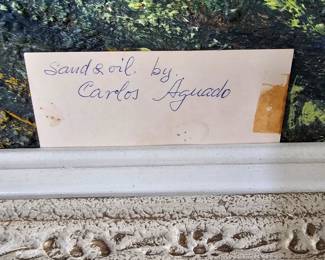 Sand & oil. by.
Carlos Aguado